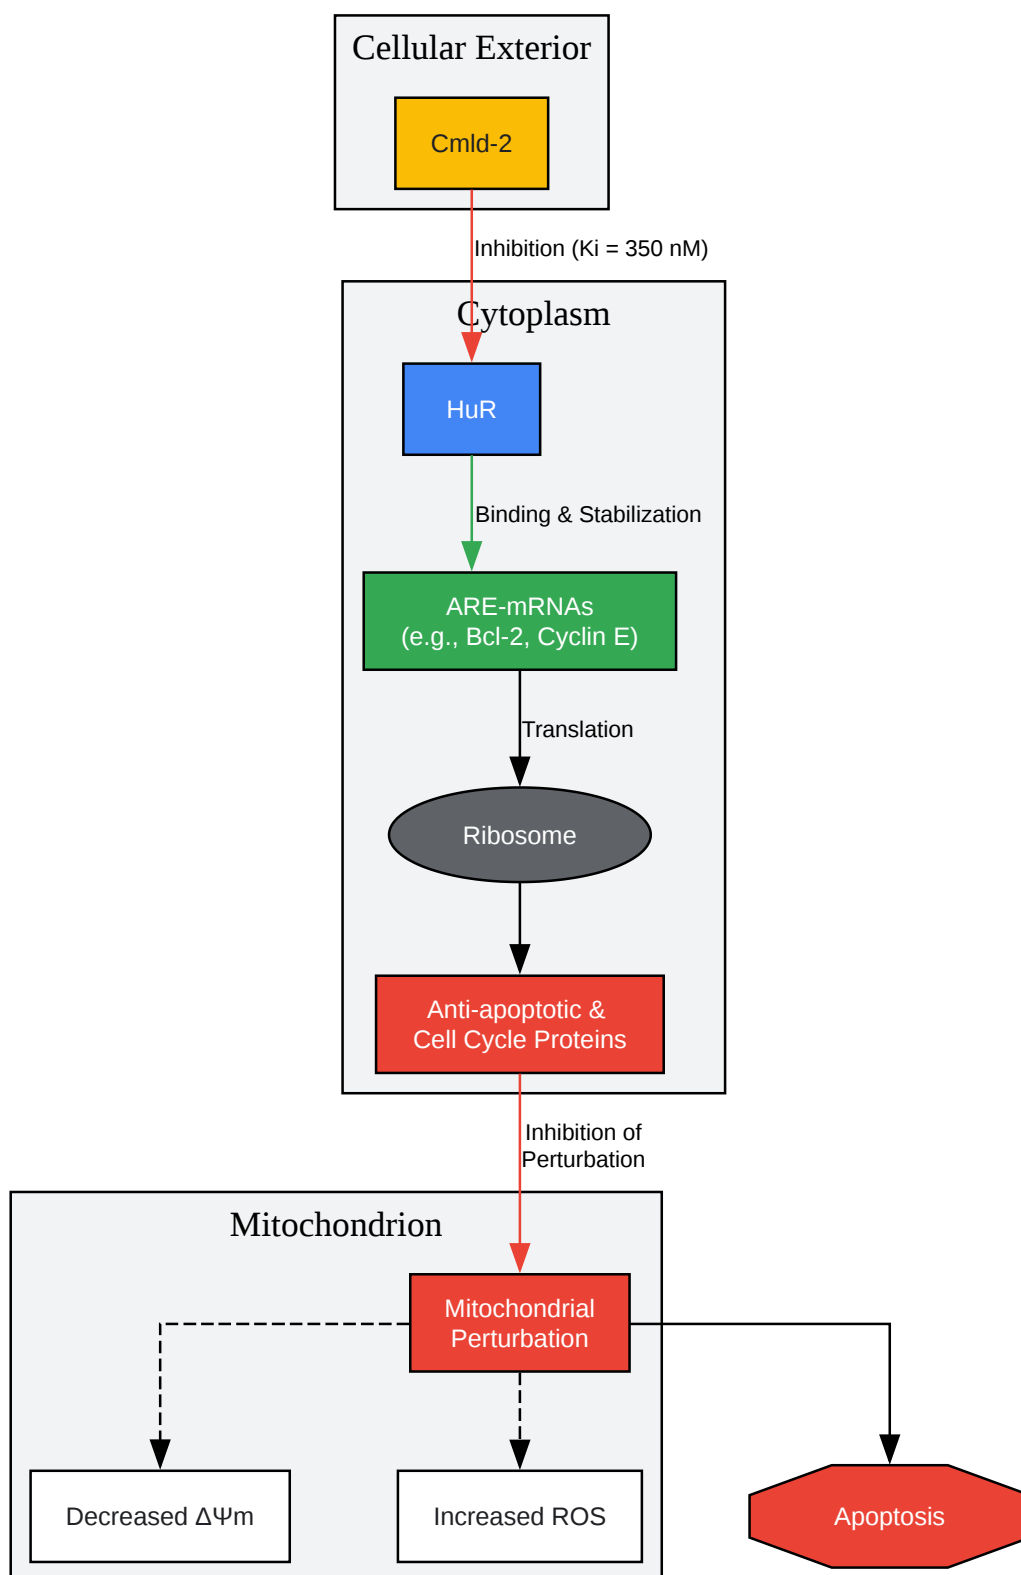 Cellular Exterior
Cmld-2
Inhibition (Ki = 350 nM)
Cytoplasm
HuR
Binding & Stabilization
ARE-mRNAs
(e.g., Bcl-2, Cyclin E)
Translation
Ribosome
Anti-apoptotic &
Cell Cycle Proteins
Inhibition of
Perturbation
Mitochondrion
Mitochondrial
Perturbation
Decreased ΔΨm
Increased ROS
Apoptosis